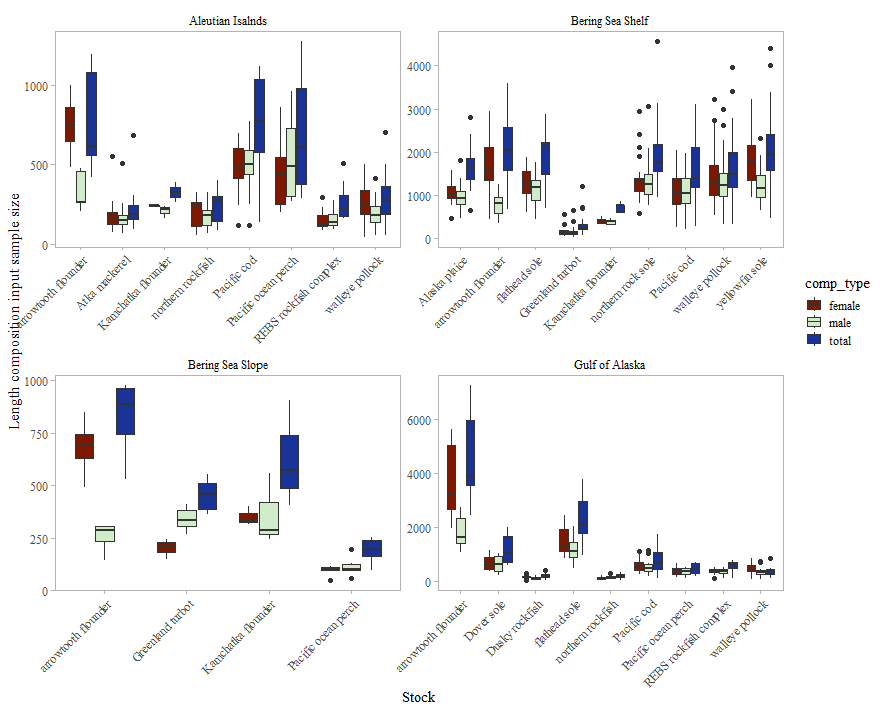 Aleutian Isalnds
Bering Sea Shelf
Length composition input sample size
1000
500
0
4000
3000
2000
1000
0
arrowtooth flounder
Atka mackerel
Kamchatka flounder
northern rockfish
Pacific cod
Pacific ocean perch
REBS rockfish complex
walleye pollock
Alaska plaice
arrowtooth flounder
flathead sole
Greenland turbot
Kamchatka flounder
northern rock sole
Pacific cod
walleye pollock
yellowfin sole
comp_type
female
male
total
Bering Sea Slope
Gulf of Alaska
1000
750
500
250
0
6000
4000
2000
0
arrowtooth flounder
Greenland turbot
Kamchatka flounder
Pacific ocean perch
arrowtooth flounder
Dover sole
Dusky rockfish
flathead sole
northern rockfish
Pacific cod
Pacific ocean perch
REBS rockfish complex
walleye pollock
Stock